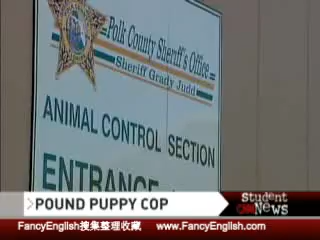 Polk County Sheriff's Office
Sheriff Grady Judd
ANIMAL CONTROL SECTION
ENTRANCE
POUND PUPPY COP
Student
CNN News
FancyEnglish搜集整理收藏 www.FancyEnglish.com